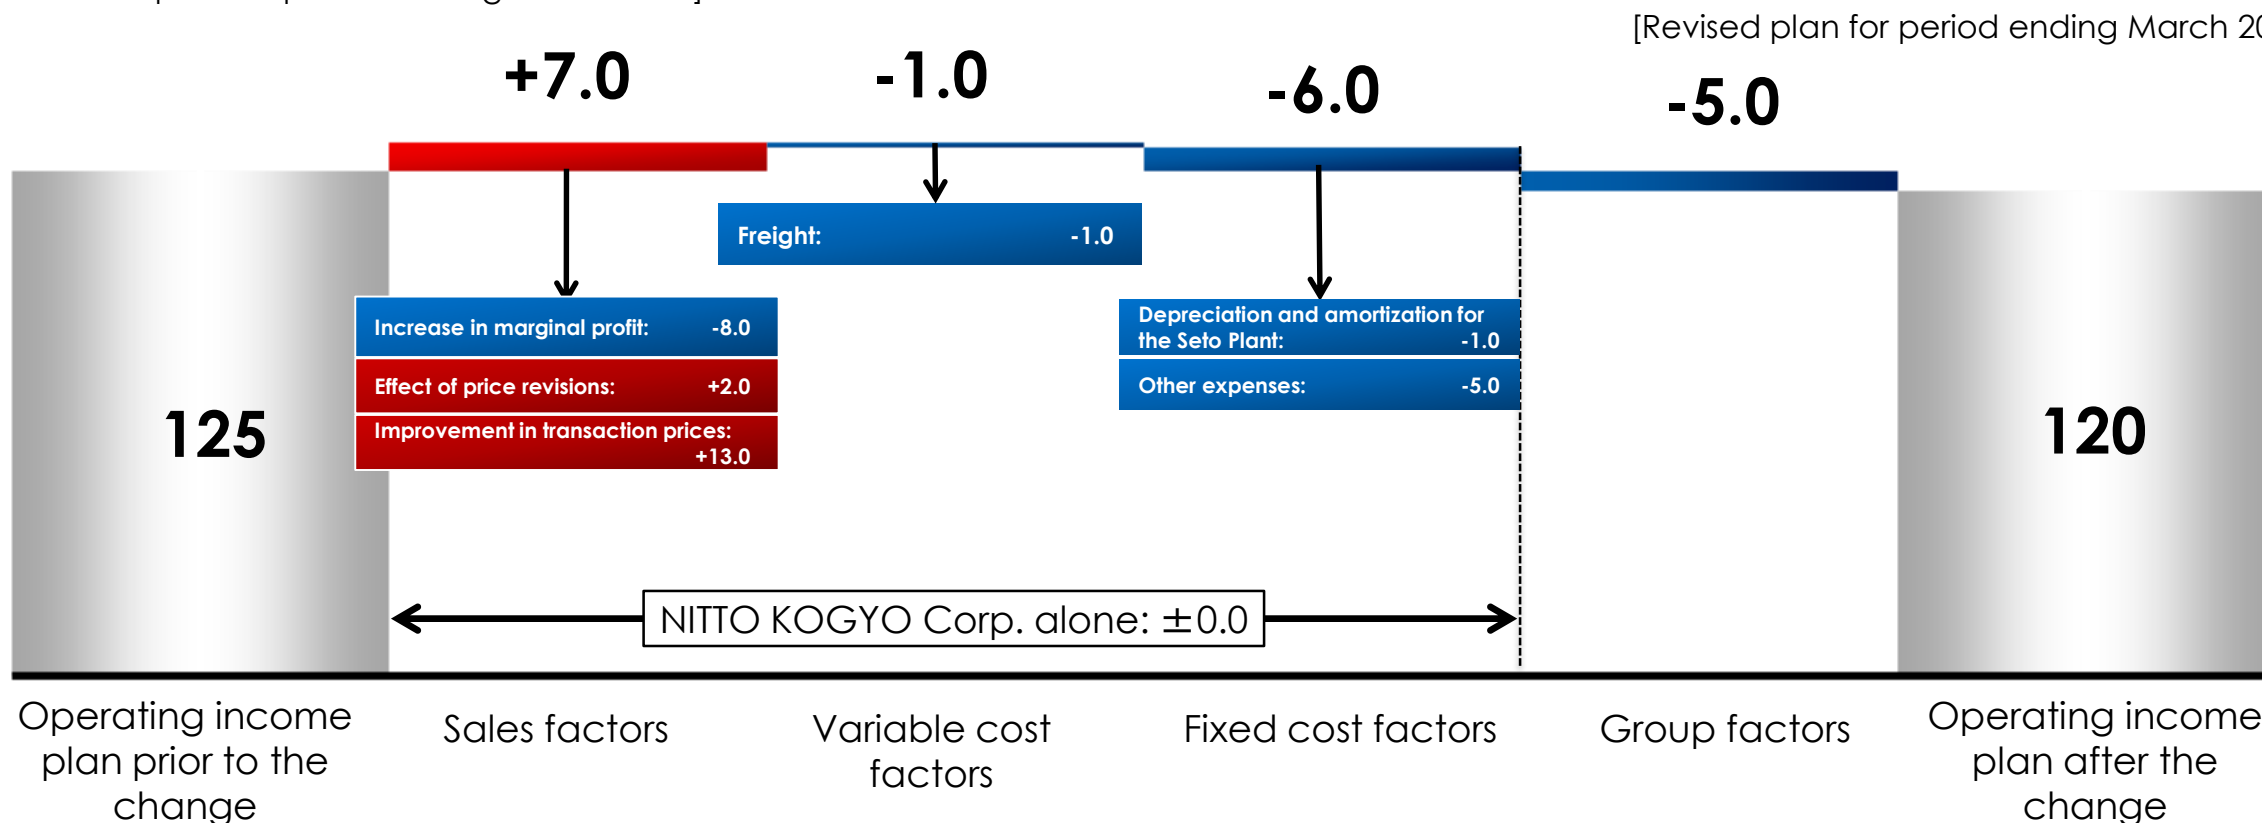 [Revised plan for period ending March
+7.0
-1.0
-6.0
-5.0
Freight: -1.0
Increase in marginal profit: -8.0
Effect of price revisions: +2.0
Improvement in transaction prices:
+13.0
Depreciation and amortization for
the Seto Plant: -1.0
Other expenses: -5.0
125
120
NITTO KOGYO Corp. alone: ±0.0
Operating income
plan prior to the
change
Sales factors
Variable cost
factors
Fixed cost factors
Group factors
Operating income
plan after the
change